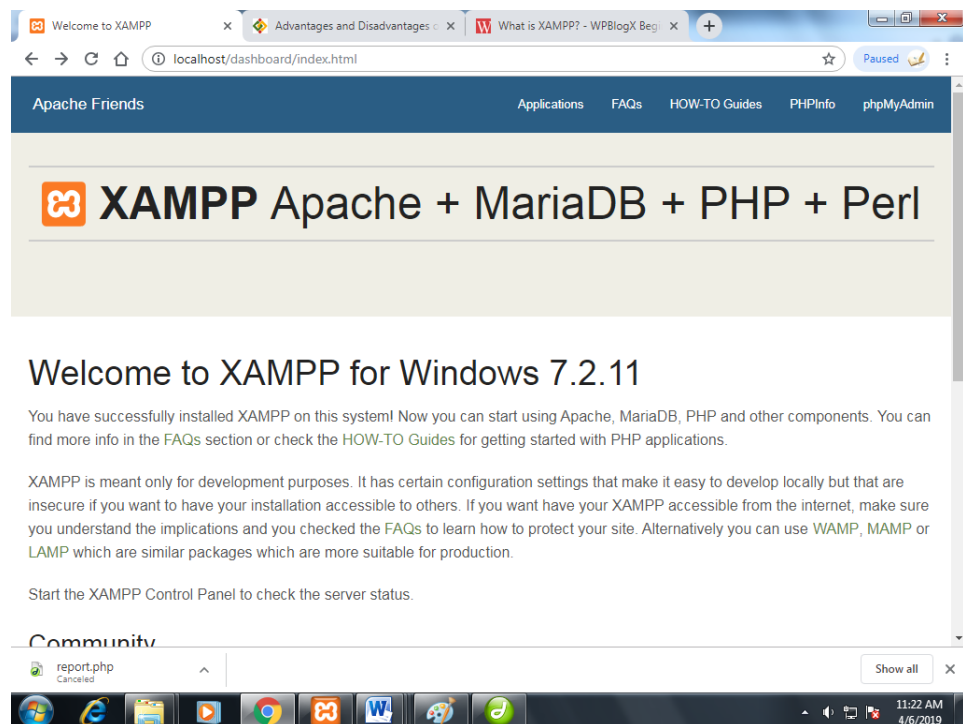 Welcome to XAMPP
Advantages and Disadvantages o
What is XAMPP? - WPBlogX Begi
localhost/dashboard/index.html
Paused
Apache Friends
Applications FAQs HOW-TO Guides PHPInfo phpMyAdmin
XAMPP Apache + MariaDB + PHP + Perl
Welcome to XAMPP for Windows 7.2.11
You have successfully installed XAMPP on this system! Now you can start using Apache, MariaDB, PHP and other components. You can
find more info in the FAQs section or check the HOW-TO Guides for getting started with PHP applications.
XAMPP is meant only for development purposes. It has certain configuration settings that make it easy to develop locally but that are
insecure if you want to have your installation accessible to others. If you want have your XAMPP accessible from the internet, make sure
you understand the implications and you checked the FAQs to learn how to protect your site. Alternatively you can use WAMP, MAMP or
LAMP which are similar packages which are more suitable for production.
Start the XAMPP Control Panel to check the server status.
Community
report.php
Canceled
Show all
11:22 AM
4/6/2019